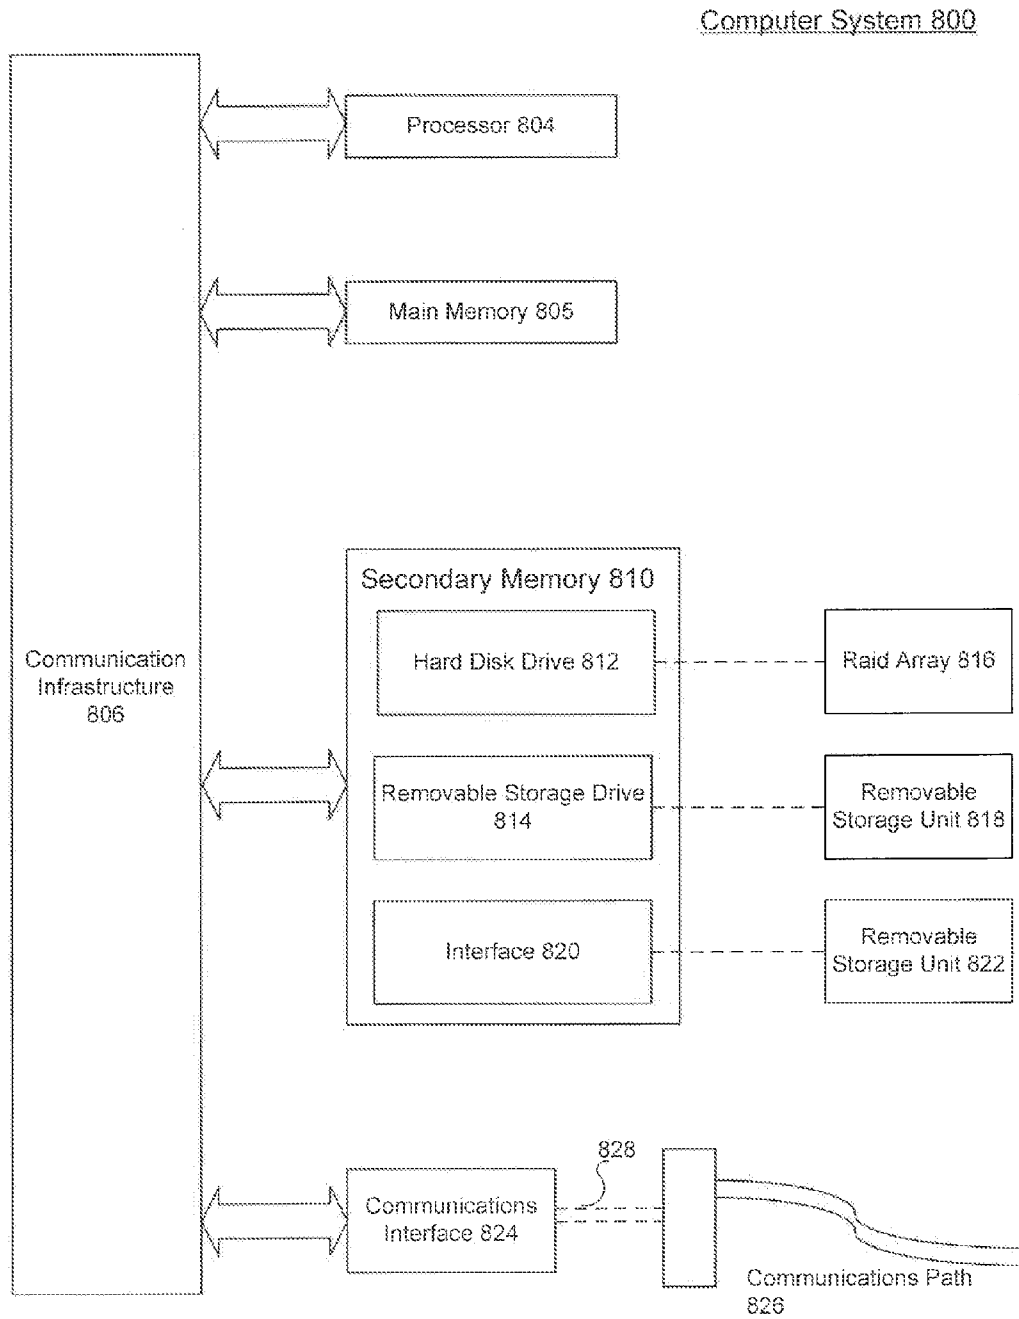 Computer System 800
Processor 804
Main Memory 805
Secondary Memory 810
Hard Disk Drive 812
Raid Array 816
Communication
Infrastructure
806
Removable Storage Drive
814
Removable
Storage Unit 818
Interface 820
Removable
Storage Unit 822
828
Communications
Interface 824
Communications Path
826